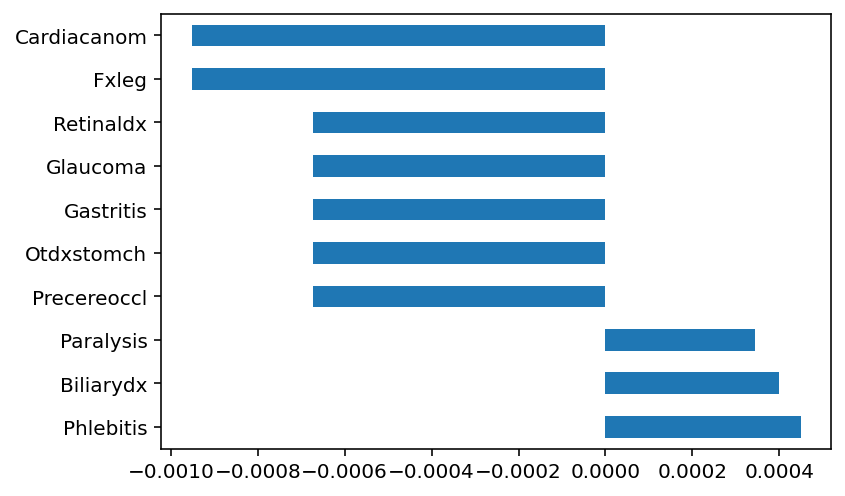 Cardiacanom
Fxleg
Retinaldx
Glaucoma
Gastritis
Otdxstomch
Precereoccl
Paralysis
Biliarydx
Phlebitis
−0.0010 −0.0008 −0.0006 −0.0004 −0.0002 0.0000 0.0002 0.0004